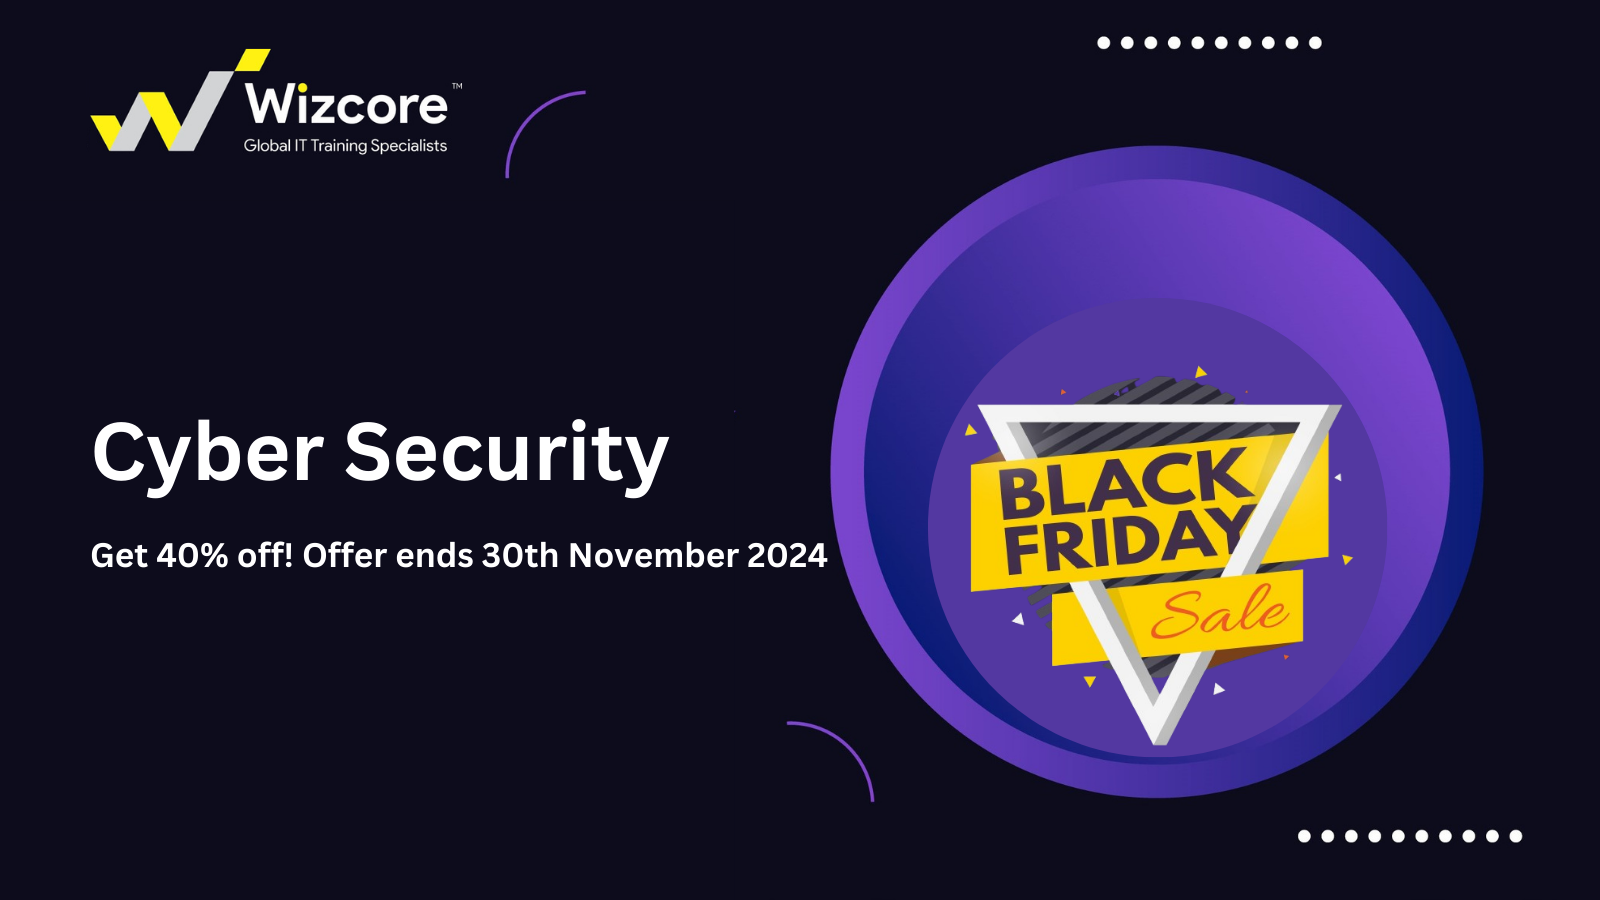 Wizcore™
Global IT Training Specialists
Cyber Security
Get 40% off! Offer ends 30th November 2024
BLACK
FRIDAY
Sale